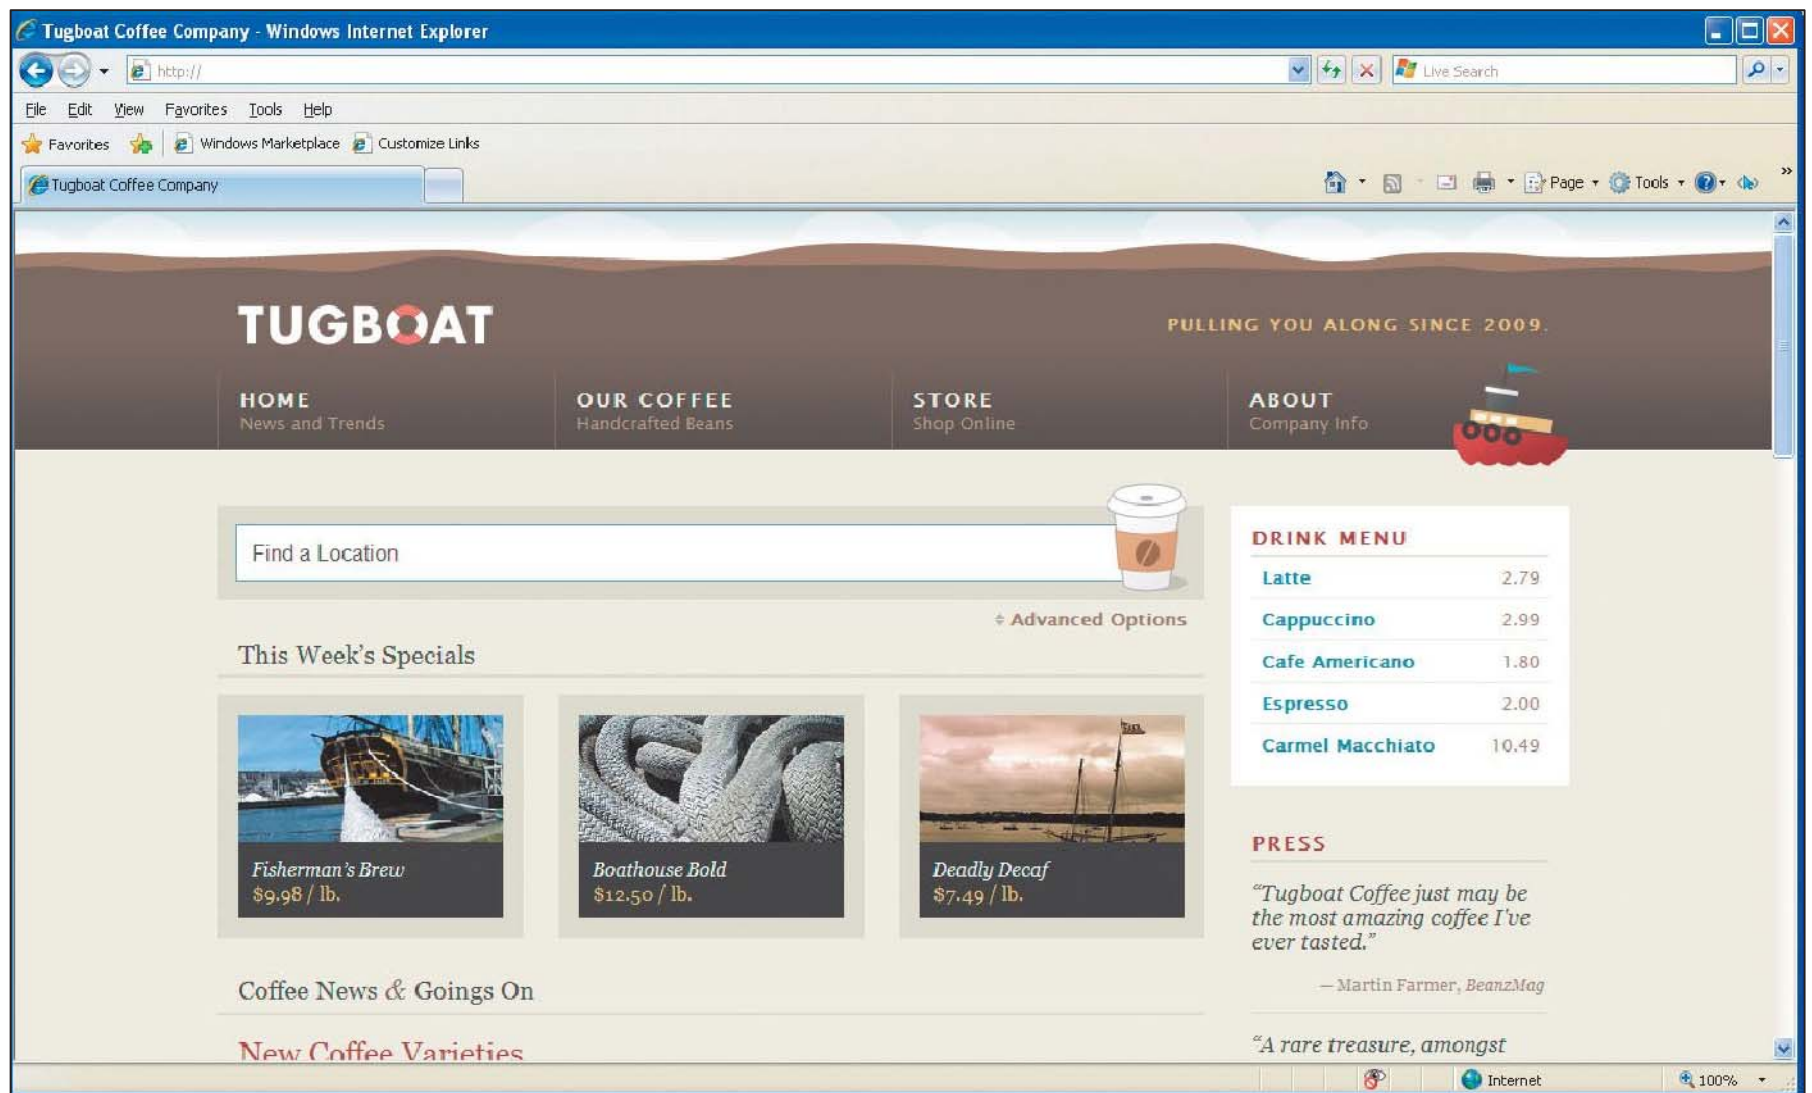 Tugboat Coffee Company - Windows Internet Explorer
http://
Live Search
File Edit View Favorites Tools Help
Favorites Windows Marketplace Customize Links
Tugboat Coffee Company
Page Tools
TUGBOAT
PULLING YOU ALONG SINCE 2009.
HOME
News and Trends
OUR COFFEE
Handcrafted Beans
STORE
Shop Online
ABOUT
Company Info
Find a Location
Advanced Options
This Week's Specials
Fisherman's Brew
$9.98 / lb.
Boathouse Bold
$12.50 / lb.
Deadly Decaf
$7.49 / lb.
Coffee News & Goings On
New Coffee Varieties
DRINK MENU
Latte 2.79
Cappuccino 2.99
Cafe Americano 1.80
Espresso 2.00
Carmel Macchiato 10.49
PRESS
“Tugboat Coffee just may be
the most amazing coffee I've
ever tasted.”
— Martin Farmer, BeanzMag
“A rare treasure, amongst
Internet
100%